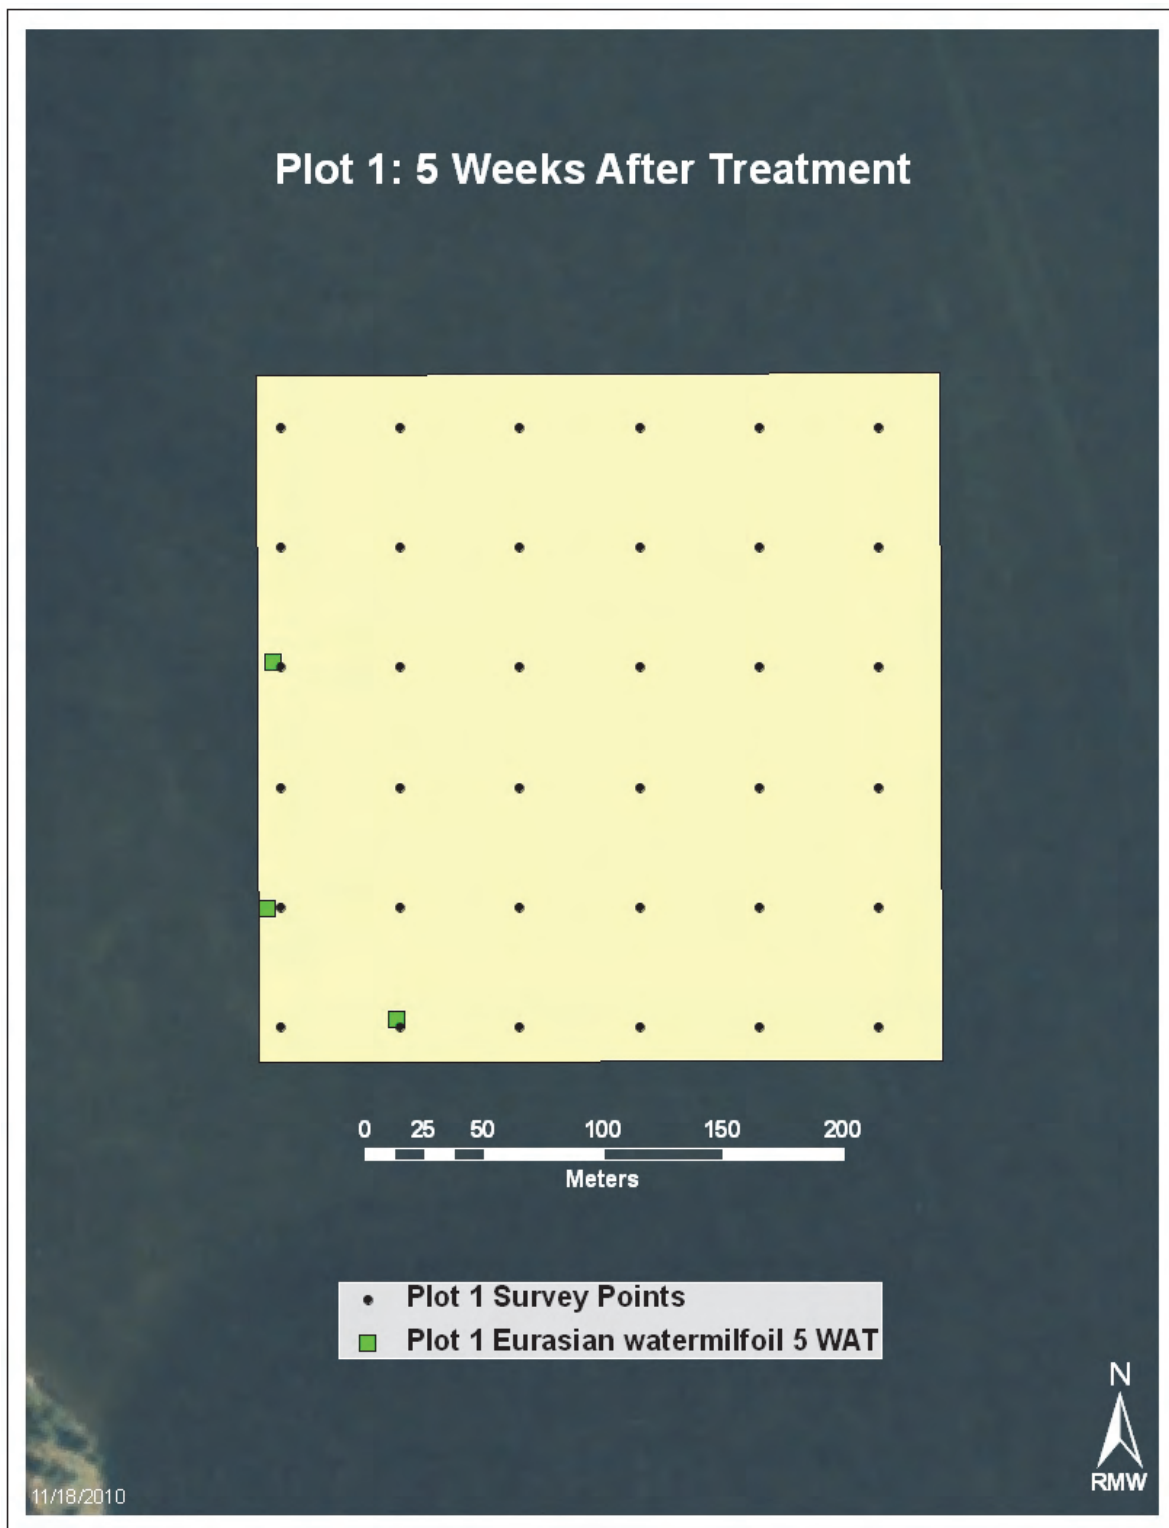 Plot 1: 5 Weeks After Treatment
0 25 50 100 150 200
Meters
Plot 1 Survey Points
Plot 1 Eurasian watermilfoil 5 WAT
N
RMW
11/18/2010